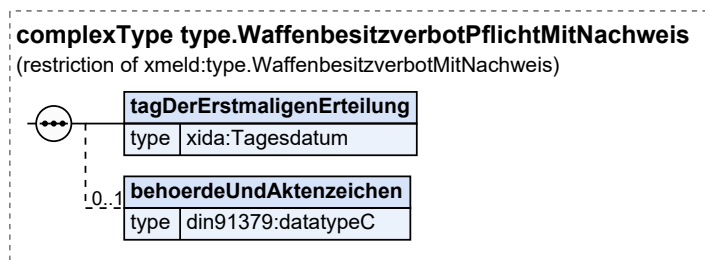 complexType type.WaffenbesitzverbotPflichtMitNachweis
(restriction of xmeld:type.WaffenbesitzverbotMitNachweis)
tagDerErstmaligenErteilung
type xida:Tagesdatum
0..1 behoerdeUndAktenzeichen
type din91379:datatypeC